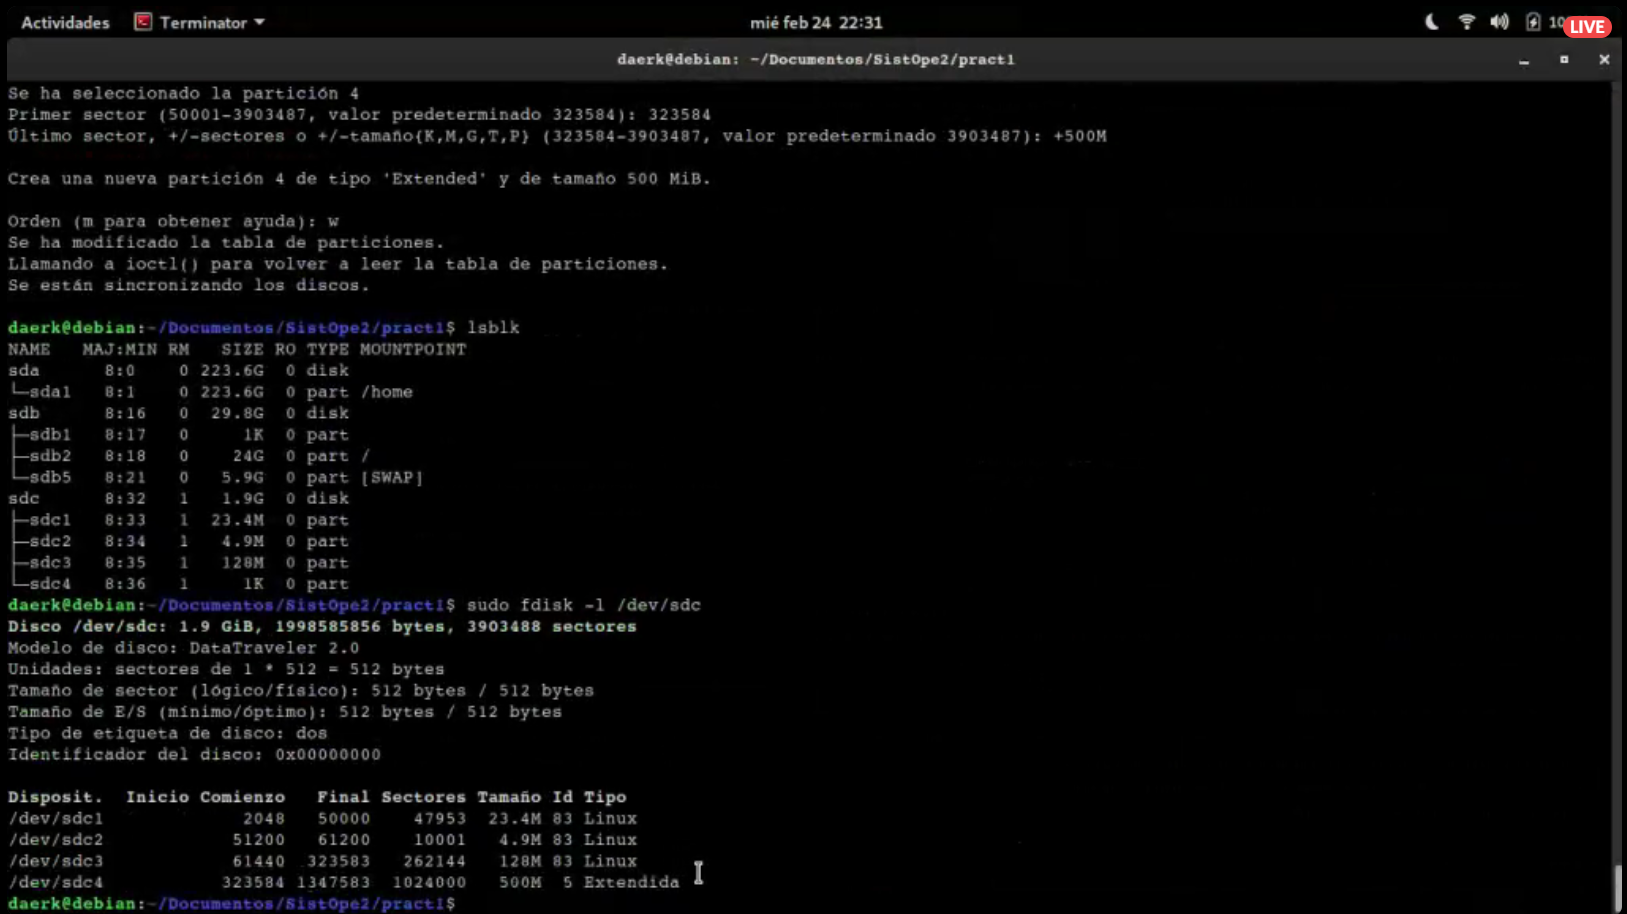 Actividades Terminator mié feb 24 22:31 LIVE
daerk@debian: ~/Documentos/SistOpe2/pract1
Se ha seleccionado la partición 4
Primer sector (50001-3903487, valor predeterminado 323584): 323584
Último sector, +/-sectores o +/-tamaño{K,M,G,T,P} (323584-3903487, valor predeterminado 3903487): +500M
Crea una nueva partición 4 de tipo 'Extended' y de tamaño 500 MiB.
Orden (m para obtener ayuda): w
Se ha modificado la tabla de particiones.
Llamando a ioctl() para volver a leer la tabla de particiones.
Se están sincronizando los discos.
daerk@debian:~/Documentos/SistOpe2/pract1$ lsblk
NAME MAJ:MIN RM SIZE RO TYPE MOUNTPOINT
sda 8:0 0 223.6G 0 disk
└─sda1 8:1 0 223.6G 0 part /home
sdb 8:16 0 29.8G 0 disk
├─sdb1 8:17 0 1K 0 part
├─sdb2 8:18 0 24G 0 part /
└─sdb5 8:21 0 5.9G 0 part [SWAP]
sdc 8:32 1 1.9G 0 disk
├─sdc1 8:33 1 23.4M 0 part
├─sdc2 8:34 1 4.9M 0 part
├─sdc3 8:35 1 128M 0 part
└─sdc4 8:36 1 1K 0 part
daerk@debian:~/Documentos/SistOpe2/pract1$ sudo fdisk -l /dev/sdc
Disco /dev/sdc: 1.9 GiB, 1998585856 bytes, 3903488 sectores
Modelo de disco: DataTraveler 2.0
Unidades: sectores de 1 * 512 = 512 bytes
Tamaño de sector (lógico/físico): 512 bytes / 512 bytes
Tamaño de E/S (mínimo/óptimo): 512 bytes / 512 bytes
Tipo de etiqueta de disco: dos
Identificador del disco: 0x00000000
Disposit. Inicio Comienzo Final Sectores Tamaño Id Tipo
/dev/sdc1 2048 50000 47953 23.4M 83 Linux
/dev/sdc2 51200 61200 10001 4.9M 83 Linux
/dev/sdc3 61440 323583 262144 128M 83 Linux
/dev/sdc4 323584 1347583 1024000 500M 5 Extendida
daerk@debian:~/Documentos/SistOpe2/pract1$